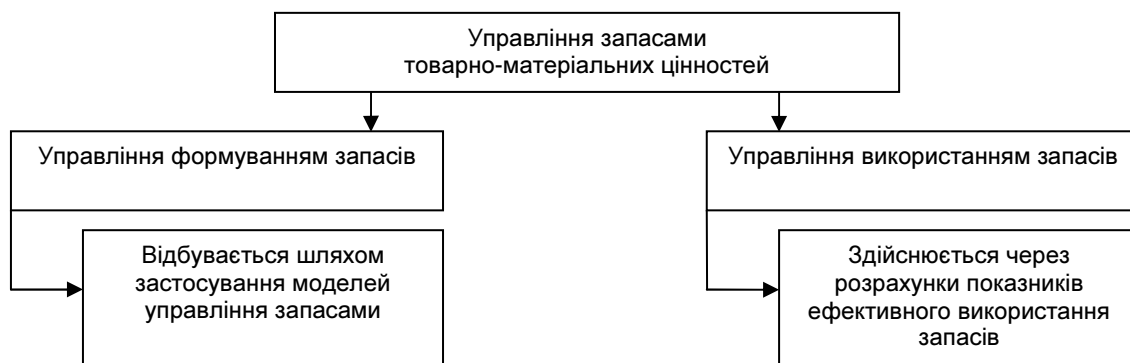 Управління запасами
товарно-матеріальних цінностей
Управління формуванням запасів
Управління використанням запасів
Відбувається шляхом
застосування моделей
управління запасами
Здійснюється через
розрахунки показників
ефективного використання
запасів